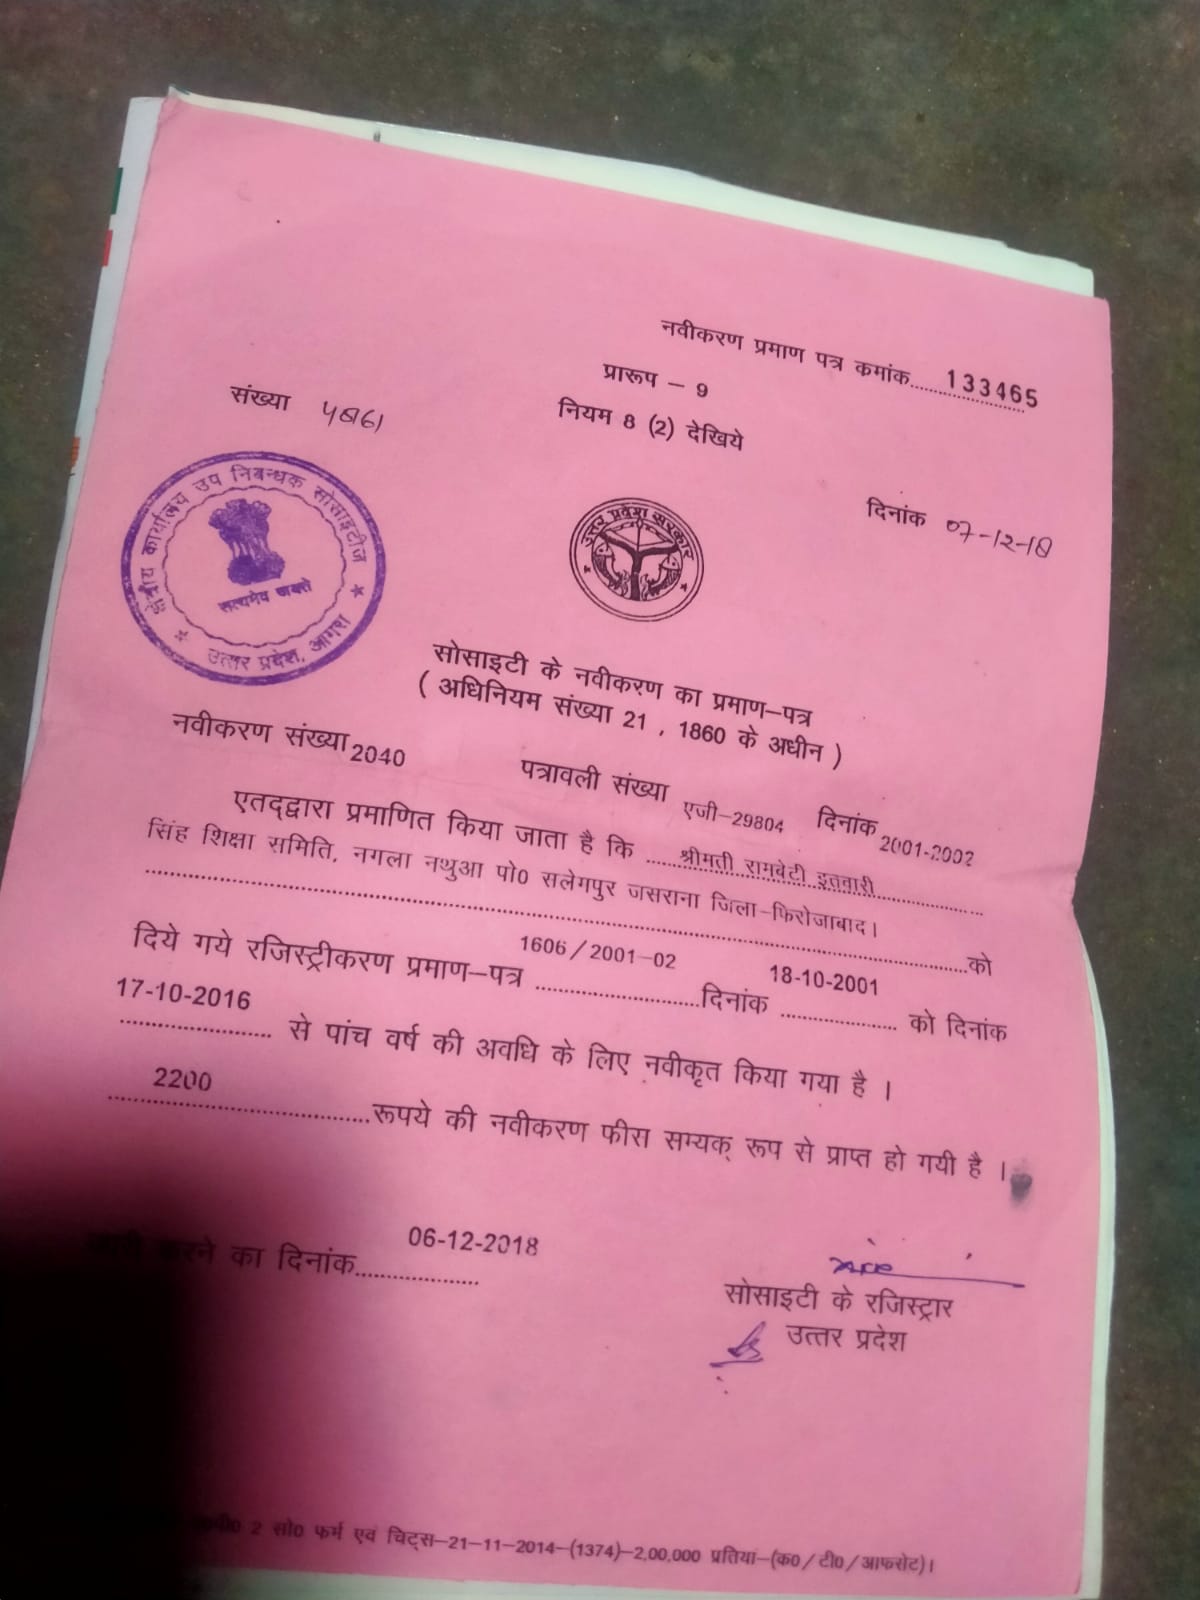 नवीकरण प्रमाण पत्र कमांक......133465
प्रारूप – 9
संख्या
नियम 8 (2) देखिये
दिनांक 07-12-18
क्षेत्रीय कार्यालय उप निबन्धक सोसाइटीज
सत्यमेव जयते
उत्तर प्रदेश, आगरा
उत्तर प्रदेश सरकार
सोसाइटी के नवीकरण का प्रमाण–पत्र
( अधिनियम संख्या 21 , 1860 के अधीन )
नवीकरण संख्या 2040 पत्रावली संख्या एजी–29804 दिनांक 2001-2002
एतद्द्वारा प्रमाणित किया जाता है कि श्रीमती रामबेटी इतवारी
सिंह शिक्षा समिति, नगला नथुआ पो0 सलेमपुर जसराना जिला–फिरोजाबाद।
को
दिये गये रजिस्ट्रीकरण प्रमाण–पत्र 1606/2001-02 दिनांक 18-10-2001 को दिनांक
17-10-2016 से पांच वर्ष की अवधि के लिए नवीकृत किया गया है ।
2200 रूपये की नवीकरण फीस सम्यक् रूप से प्राप्त हो गयी है ।
करने का दिनांक 06-12-2018
सोसाइटी के रजिस्ट्रार
उत्तर प्रदेश
2 सो0 फर्म एवं चिट्स–21-11-2014–(1374)–2,00,000 प्रतियां–(क0/टी0/आफसेट)।